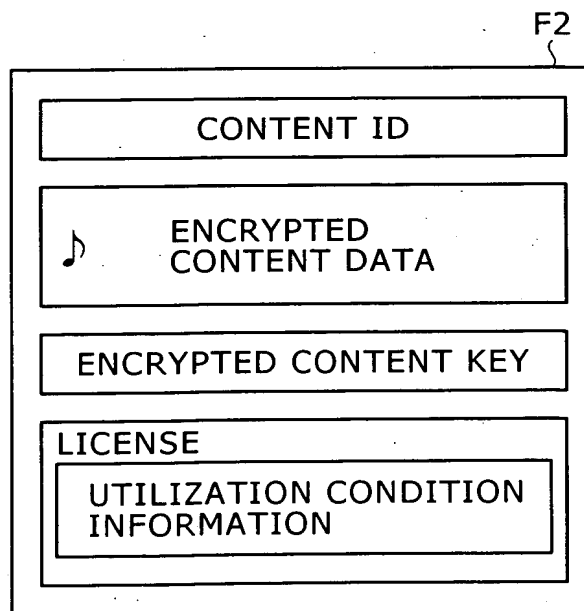 F2
CONTENT ID
ENCRYPTED
CONTENT DATA
ENCRYPTED CONTENT KEY
LICENSE
UTILIZATION CONDITION
INFORMATION